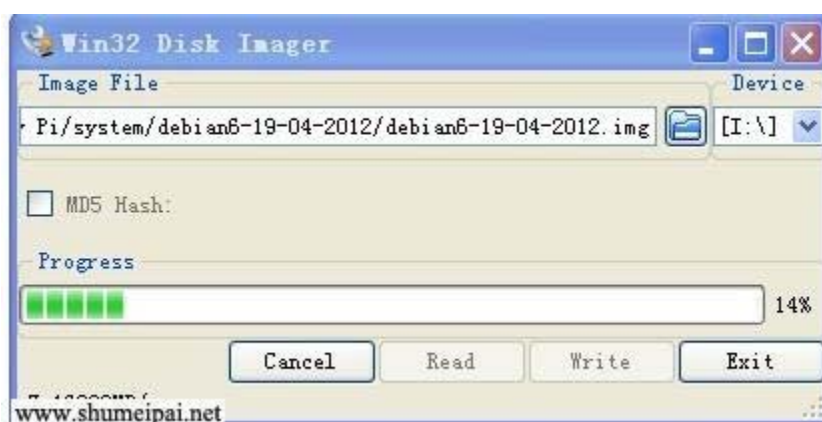 Win32 Disk Imager
Image File
Device
Pi/system/debian6-19-04-2012/debian6-19-04-2012.img
[I:\]
MD5 Hash:
Progress
14%
Cancel
Read
Write
Exit
www.shumeipai.net